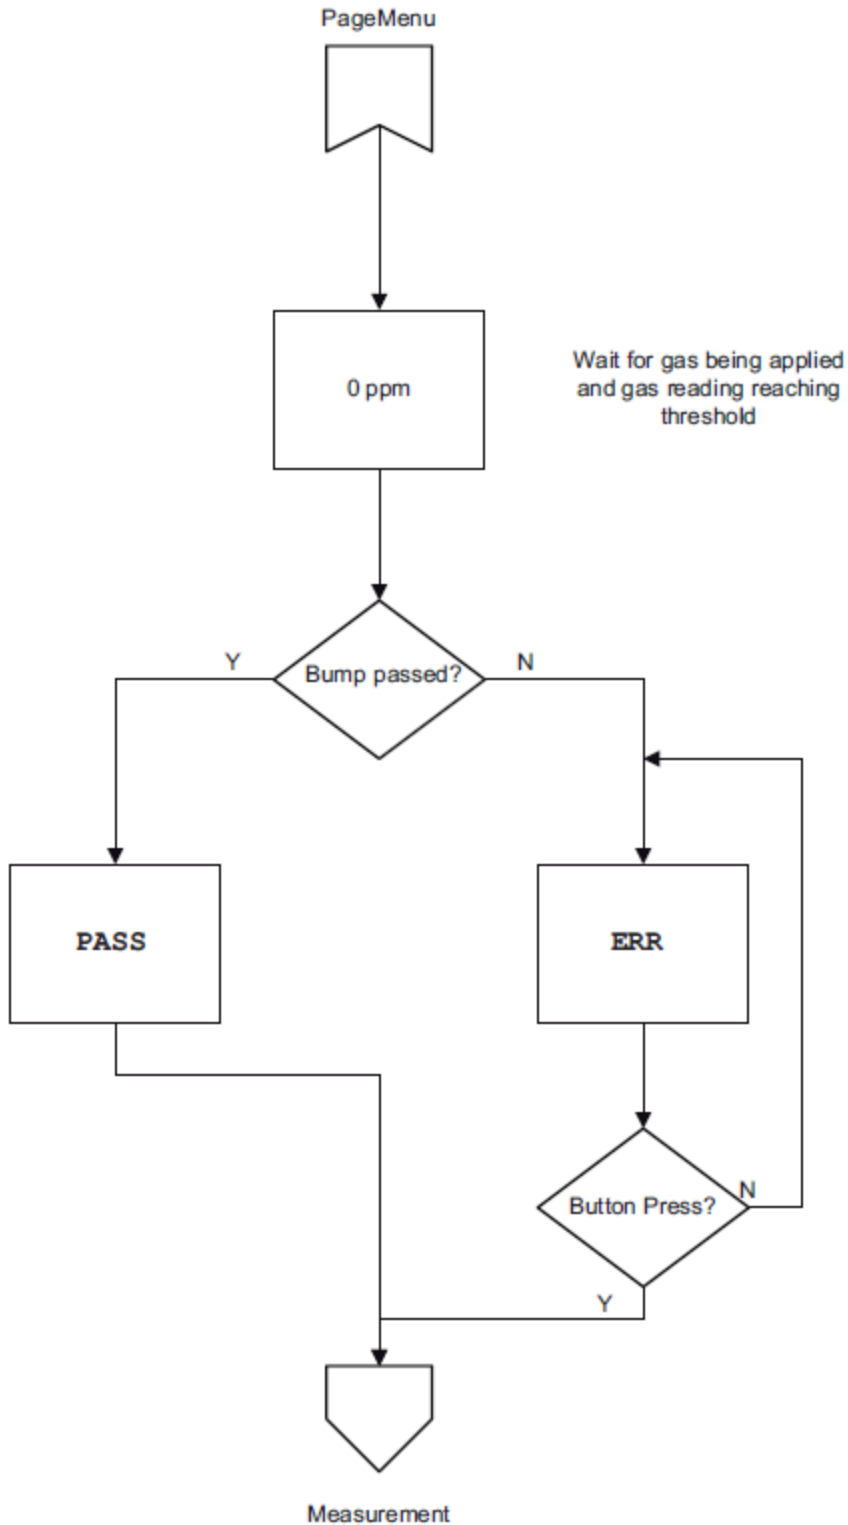 PageMenu
0 ppm
Wait for gas being applied
and gas reading reaching
threshold
Y
Bump passed?
N
PASS
ERR
Button Press?
N
Y
Measurement